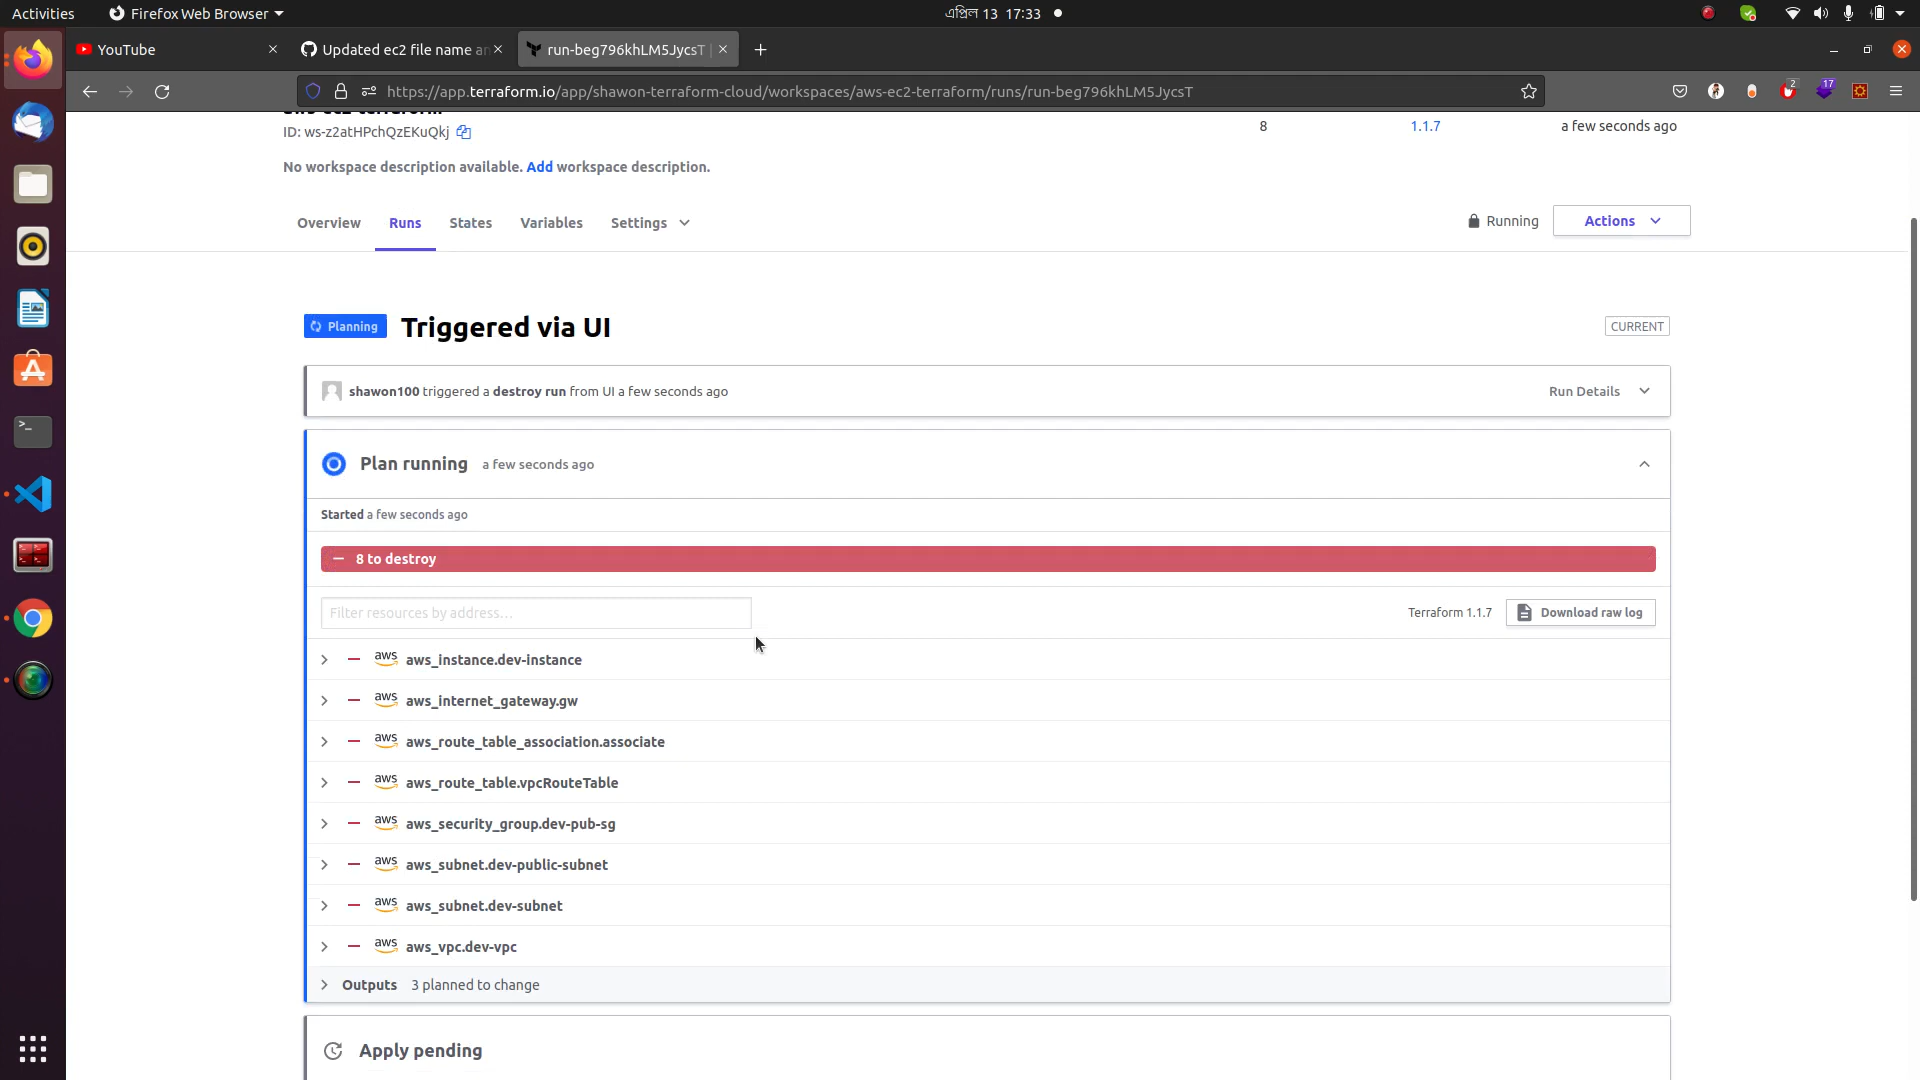 Activities
Firefox Web Browser
এপ্রিল 13 17:33
YouTube
Updated ec2 file name an
run-beg796khLM5JycsT |
https://app.terraform.io/app/shawon-terraform-cloud/workspaces/aws-ec2-terraform/runs/run-beg796khLM5JycsT
2
17
aws-ec2-terraform
ID: ws-z2atHPchQzEKuQkj
8
1.1.7
a few seconds ago
No workspace description available. Add workspace description.
Overview
Runs
States
Variables
Settings
Running
Actions
Planning
Triggered via UI
CURRENT
shawon100 triggered a destroy run from UI a few seconds ago
Run Details
Plan running
a few seconds ago
Started a few seconds ago
8 to destroy
Filter resources by address...
Terraform 1.1.7
Download raw log
aws aws_instance.dev-instance
aws aws_internet_gateway.gw
aws aws_route_table_association.associate
aws aws_route_table.vpcRouteTable
aws aws_security_group.dev-pub-sg
aws aws_subnet.dev-public-subnet
aws aws_subnet.dev-subnet
aws aws_vpc.dev-vpc
Outputs 3 planned to change
Apply pending